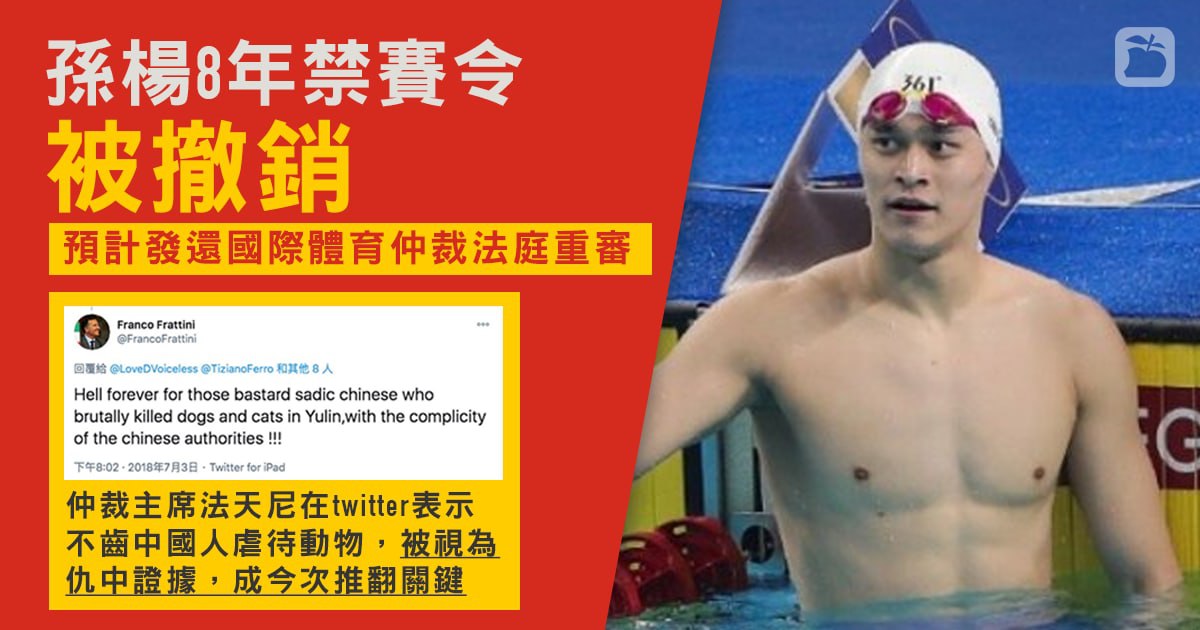 孫楊8年禁賽令
被撤銷
預計發還國際體育仲裁法庭重審
Franco Frattini
@FrancoFrattini
回覆給 @LoveDVoiceless @TizianoFerro 和其他 8 人
Hell forever for those bastard sadic chinese who
brutally killed dogs and cats in Yulin,with the complicity
of the chinese authorities !!!
下午8:02 · 2018年7月3日 · Twitter for iPad
仲裁主席法天尼在twitter表示
不齒中國人虐待動物，被視為
仇中證據，成今次推翻關鍵
361°